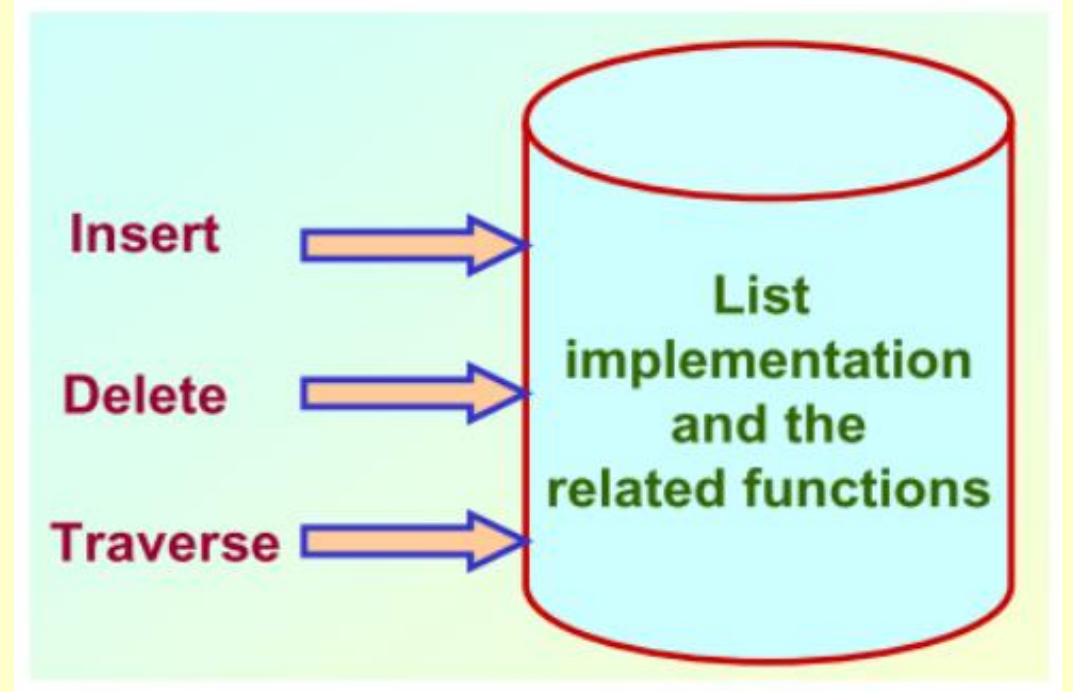 Insert
Delete
Traverse
List
implementation
and the
related functions